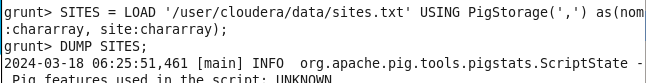 grunt> SITES = LOAD '/user/cloudera/data/sites.txt' USING PigStorage(',') as(nom
:chararray, site:chararray);
grunt> DUMP SITES;
2024-03-18 06:25:51,461 [main] INFO  org.apache.pig.tools.pigstats.ScriptState -
 Pig features used in the script: UNKNOWN